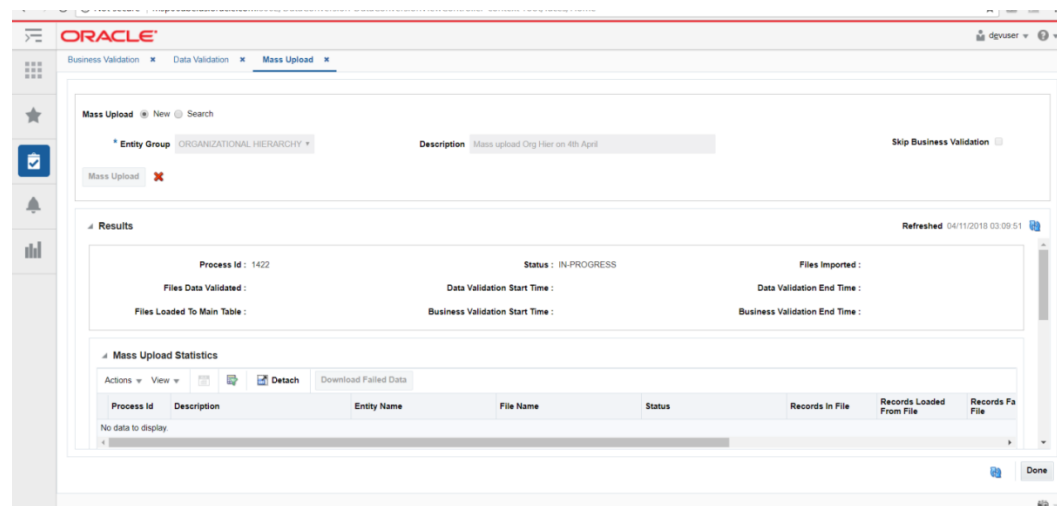 ORACLE
dgvuser
Business Validation Data Validation Mass Upload
Mass Upload New Search
* Entity Group ORGANIZATIONAL HIERARCHY Description Mass upload Org Hier on 4th April Skip Business Validation
Mass Upload
Results Refreshed 04/11/2018 03:09:51
Process Id : 1422 Status : IN-PROGRESS Files Imported :
Files Data Validated : Data Validation Start Time : Data Validation End Time :
Files Loaded To Main Table : Business Validation Start Time : Business Validation End Time :
Mass Upload Statistics
Actions View Detach Download Failed Data
Process Id Description Entity Name File Name Status Records In File Records Loaded From File Records Fa File
No data to display.
Done